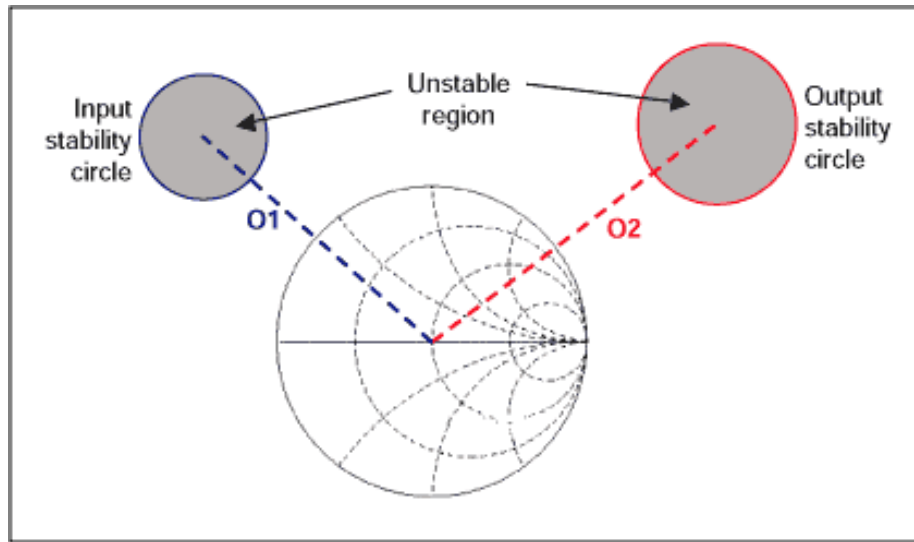 Input
stability
circle
Unstable
region
Output
stability
circle
O1
O2